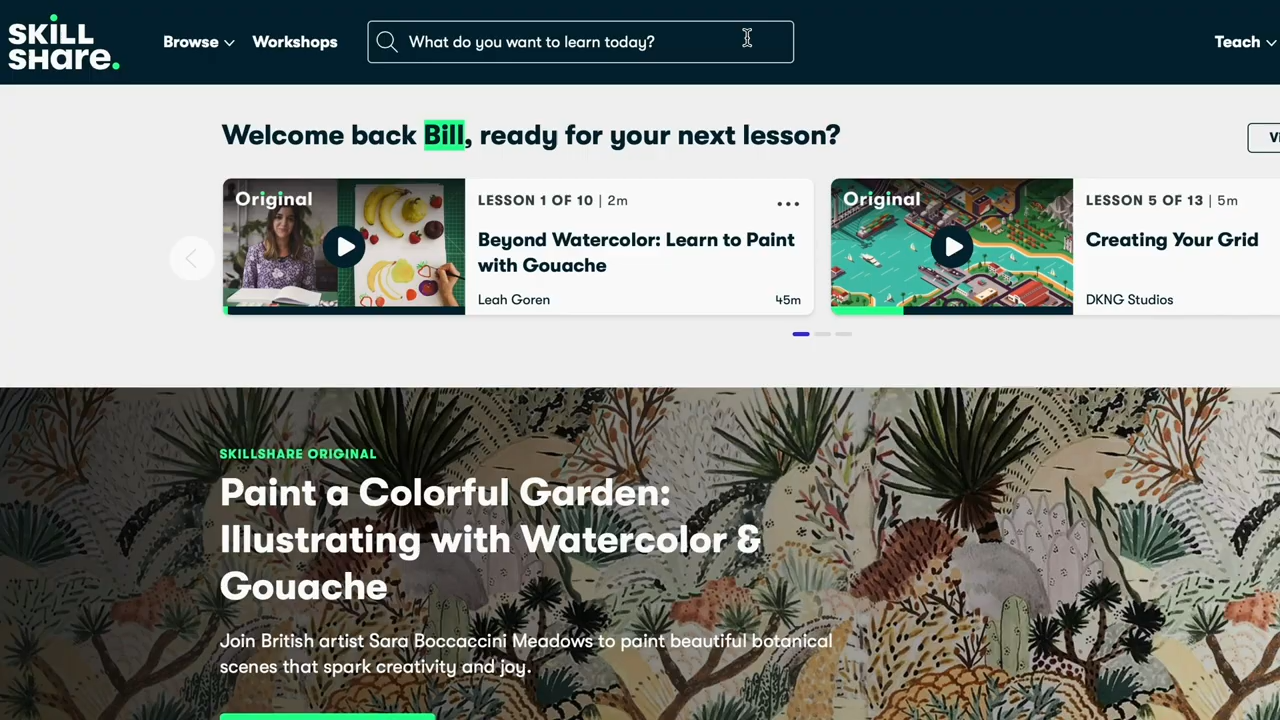 SKILL
SHARE.
Browse
Workshops
What do you want to learn today?
Teach
Welcome back Bill, ready for your next lesson?
Original
LESSON 1 OF 10 | 2m
Beyond Watercolor: Learn to Paint
with Gouache
Leah Goren
45m
Original
LESSON 5 OF 13 | 5m
Creating Your Grid
DKNG Studios
SKILLSHARE ORIGINAL
Paint a Colorful Garden:
Illustrating with Watercolor &
Gouache
Join British artist Sara Boccaccini Meadows to paint beautiful botanical
scenes that spark creativity and joy.